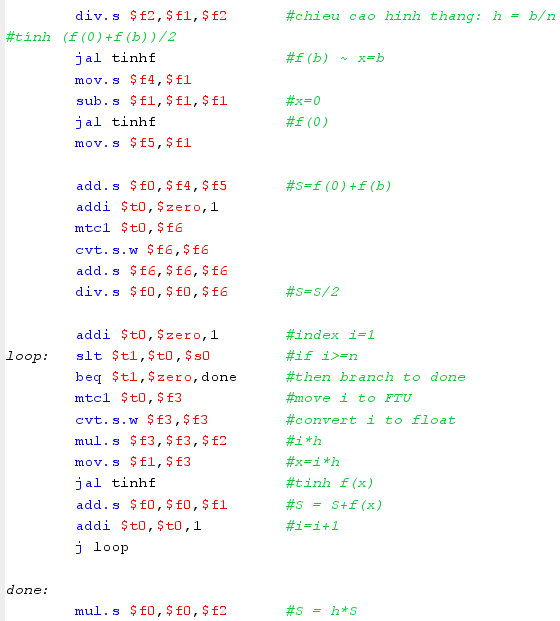 div.s $f2,$f1,$f2 #chieu cao hinh thang: h = b/n
#tinh (f(0)+f(b))/2
jal tinhf #f(b) ~ x=b
mov.s $f4,$f1
sub.s $f1,$f1,$f1 #x=0
jal tinhf #f(0)
mov.s $f5,$f1
add.s $f0,$f4,$f5 #S=f(0)+f(b)
addi $t0,$zero,1
mtc1 $t0,$f6
cvt.s.w $f6,$f6
add.s $f6,$f6,$f6
div.s $f0,$f0,$f6 #S=S/2
addi $t0,$zero,1 #index i=1
loop: slt $t1,$t0,$s0 #if i>=n
beq $t1,$zero,done #then branch to done
mtc1 $t0,$f3 #move i to FTU
cvt.s.w $f3,$f3 #convert i to float
mul.s $f3,$f3,$f2 #i*h
mov.s $f1,$f3 #x=i*h
jal tinhf #tinh f(x)
add.s $f0,$f0,$f1 #S = S+f(x)
addi $t0,$t0,1 #i=i+1
j loop
done:
mul.s $f0,$f0,$f2 #S = h*S